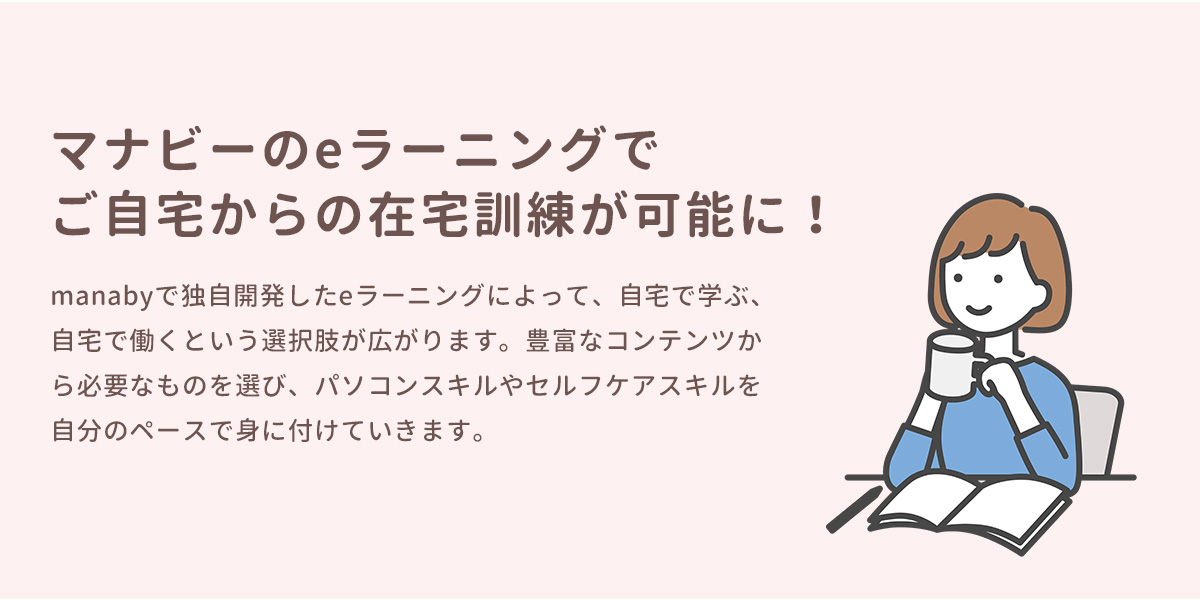 マナビーのeラーニングで
ご自宅からの在宅訓練が可能に！
manabyで独自開発したeラーニングによって、自宅で学ぶ、
自宅で働くという選択肢が広がります。豊富なコンテンツか
ら必要なものを選び、パソコンスキルやセルフケアスキルを
自分のペースで身に付けていきます。